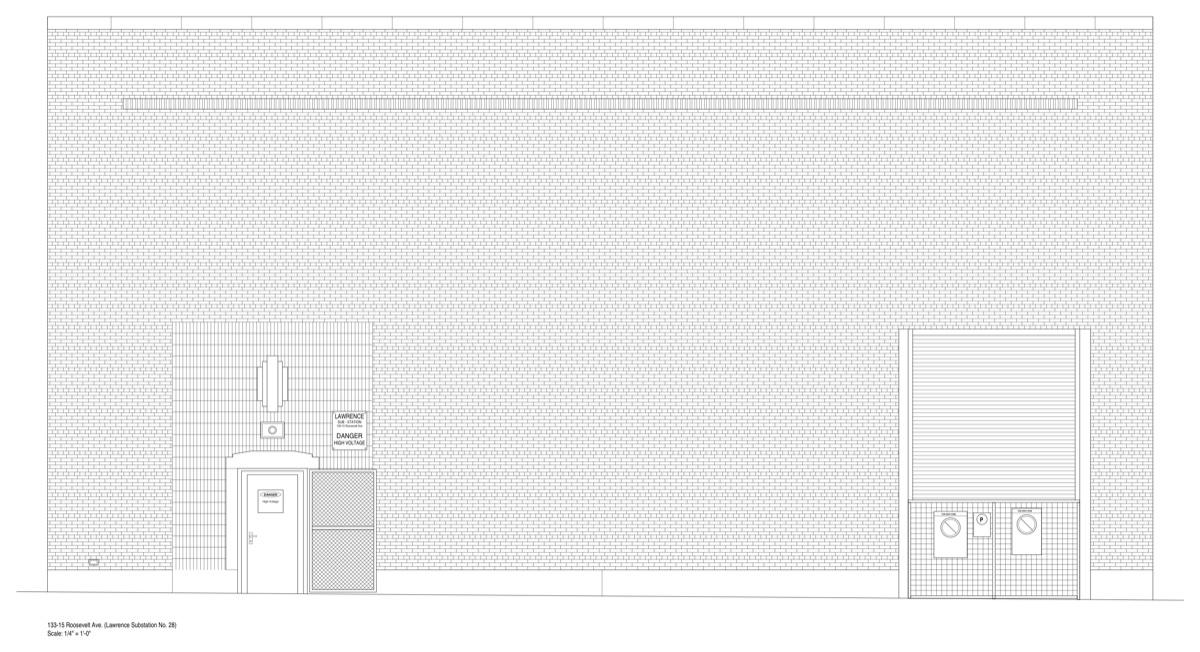 LAWRENCE
SUB - STATION
DANGER
HIGH VOLTAGE
DANGER
High Voltage
P
133-15 Roosevelt Ave. (Lawrence Substation No. 28)
Scale: 1/4" = 1'-0"